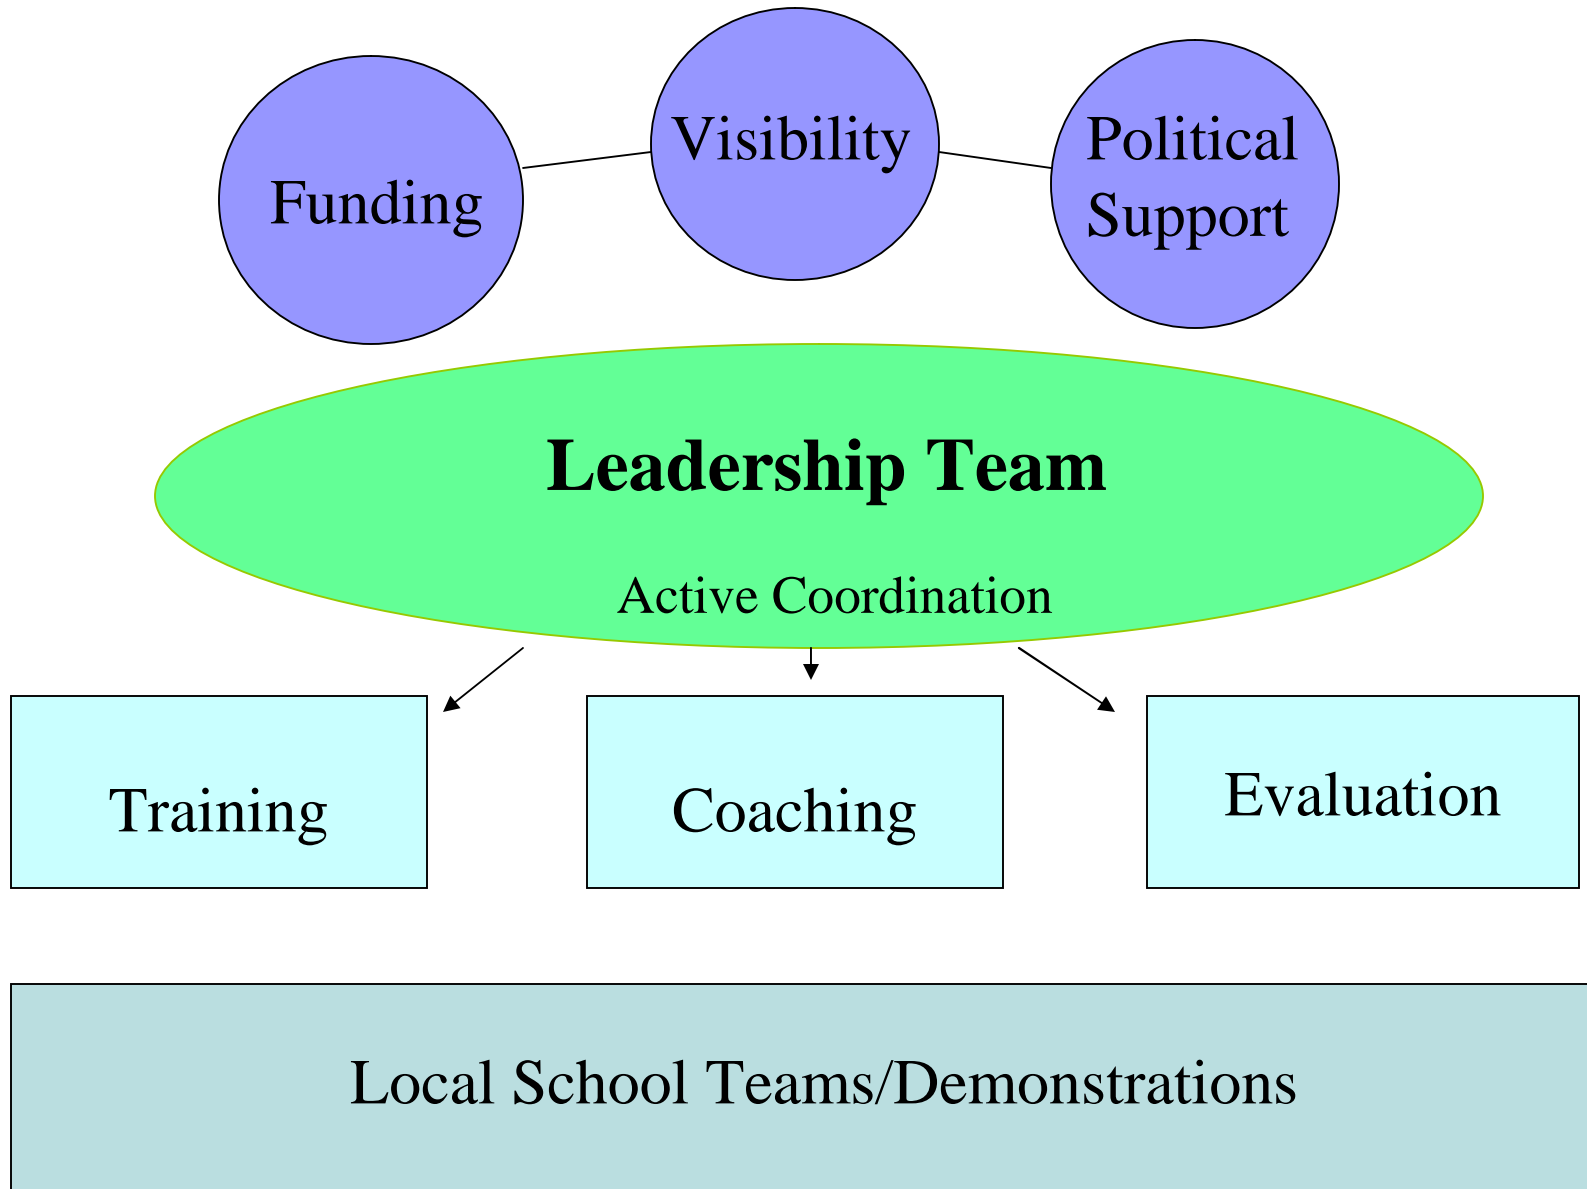 Funding
Visibility
Political
Support
Leadership Team
Active Coordination
Training
Coaching
Evaluation
Local School Teams/Demonstrations